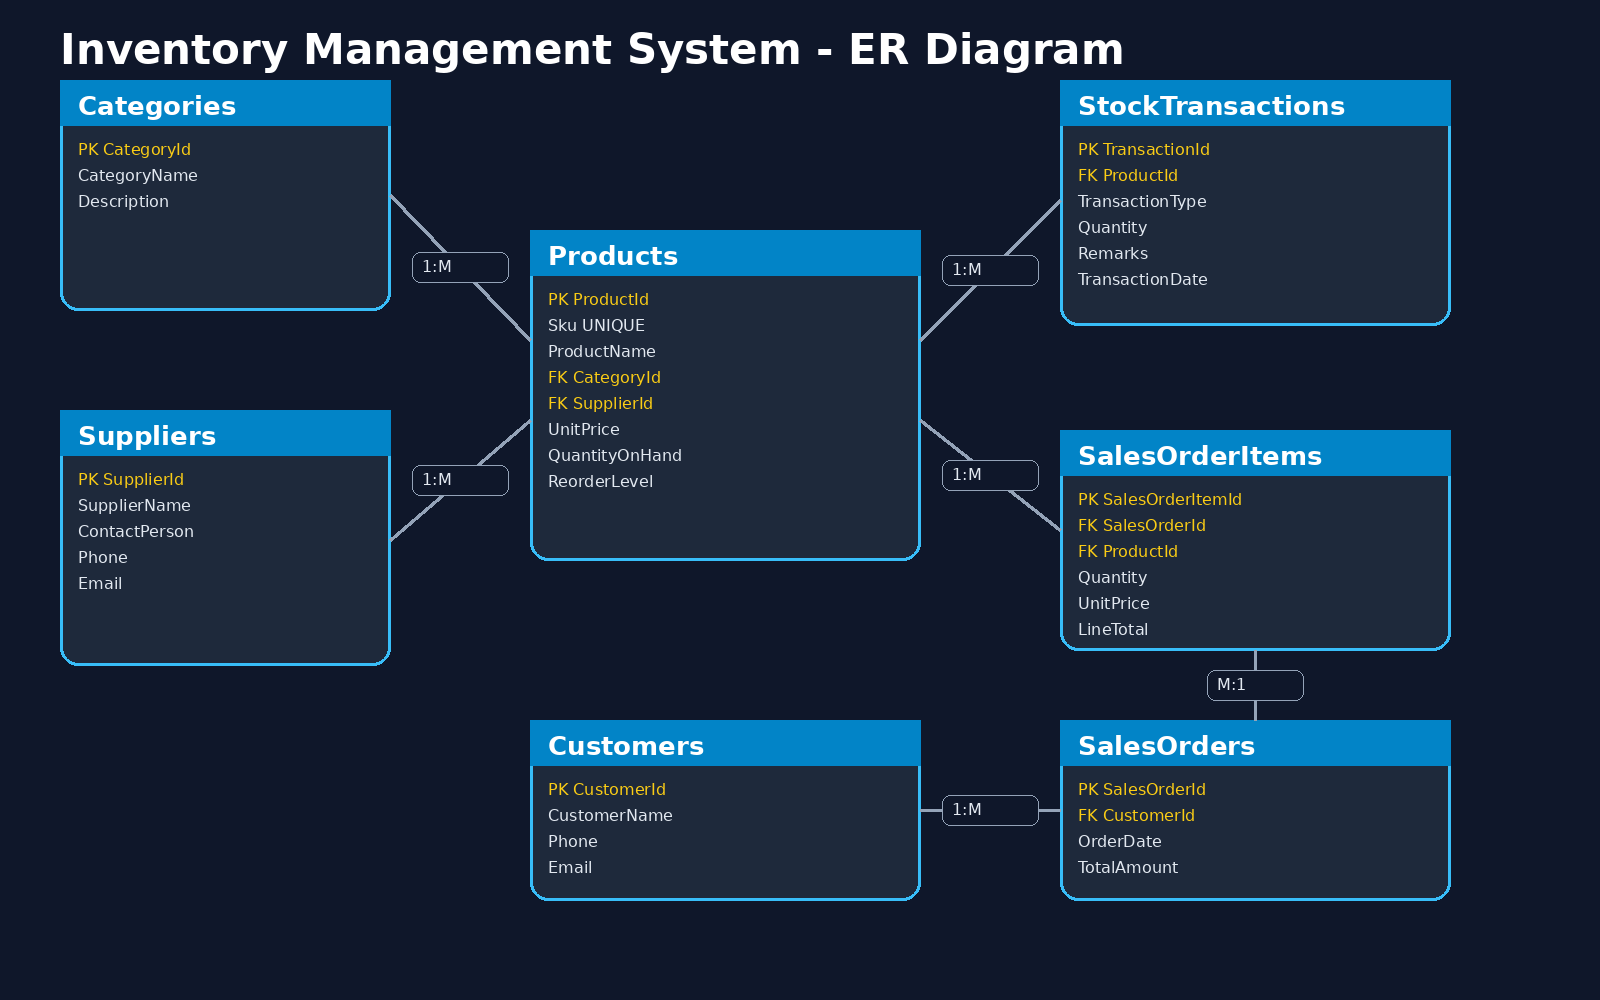 Inventory Management System - ER Diagram
Categories
PK CategoryId
CategoryName
Description
1:M
Suppliers
PK SupplierId
SupplierName
ContactPerson
Phone
Email
1:M
Products
PK ProductId
Sku UNIQUE
ProductName
FK CategoryId
FK SupplierId
UnitPrice
QuantityOnHand
ReorderLevel
1:M
StockTransactions
PK TransactionId
FK ProductId
TransactionType
Quantity
Remarks
TransactionDate
1:M
SalesOrderItems
PK SalesOrderItemId
FK SalesOrderId
FK ProductId
Quantity
UnitPrice
LineTotal
M:1
Customers
PK CustomerId
CustomerName
Phone
Email
1:M
SalesOrders
PK SalesOrderId
FK CustomerId
OrderDate
TotalAmount